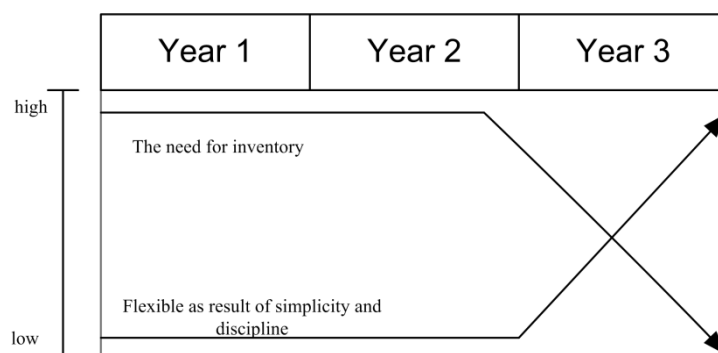 Year 1
Year 2
Year 3
high
The need for inventory
Flexible as result of simplicity and
discipline
low